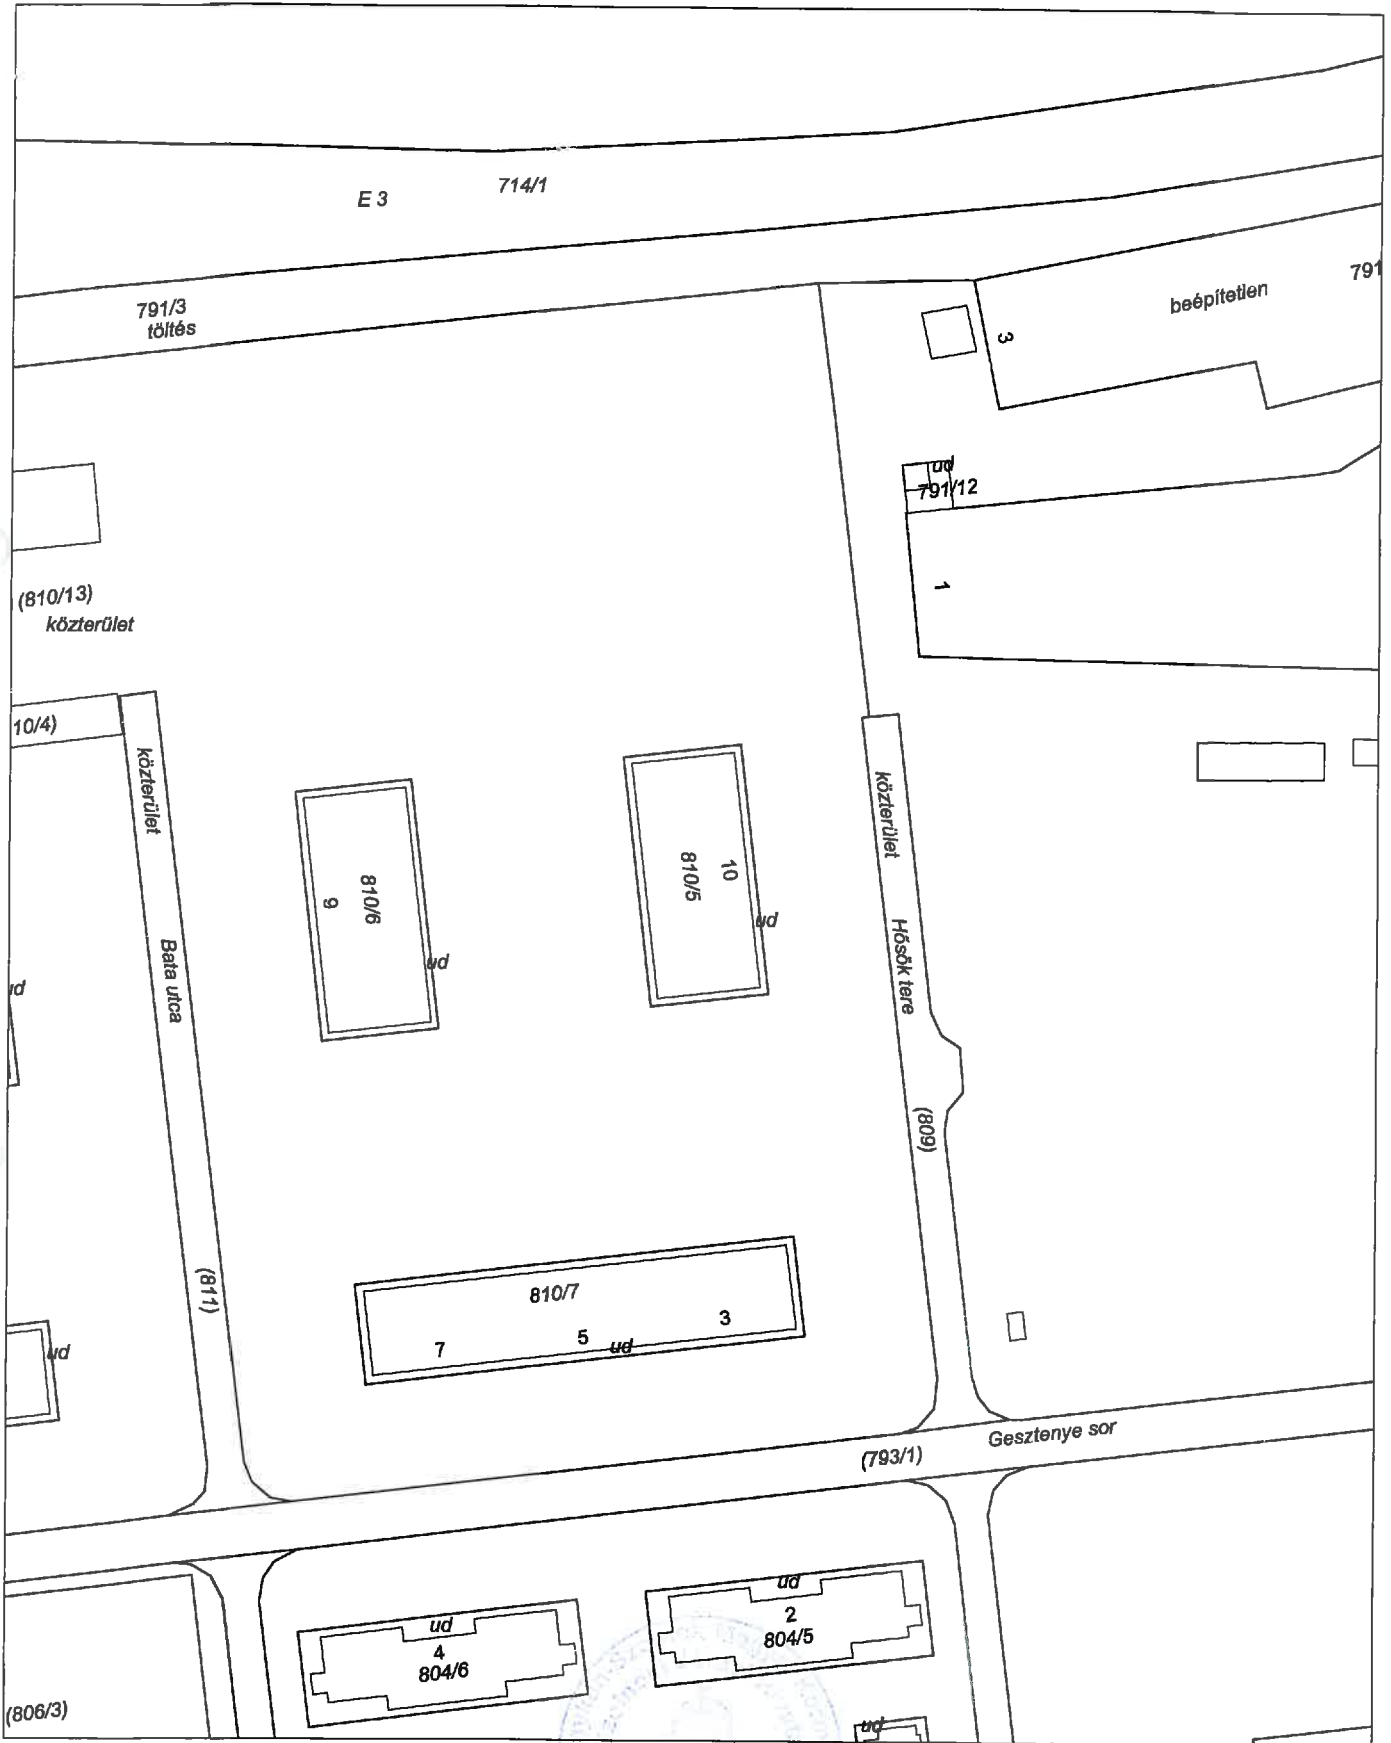 E 3
714/1
791/3
töltés
791
beépítetlen
3
ud
791/12
1
(810/13)
közterület
10/4)
közterület
Bata utca
(811)
810/6
9
ud
810/5
10
ud
közterület
Hősök tere
(809)
ud
ud
810/7
7
5
ud
3
Gesztenye sor
(793/1)
ud
4
804/6
ud
2
804/5
ud
(806/3)